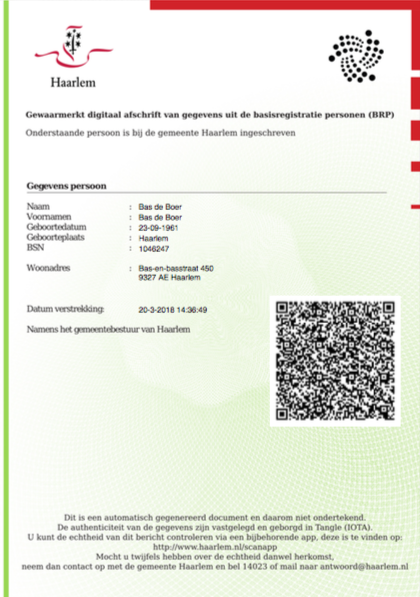 Haarlem
Gewaarmerkt digitaal afschrift van gegevens uit de basisregistratie personen (BRP)
Onderstaande persoon is bij de gemeente Haarlem ingeschreven
Gegevens persoon
Naam : Bas de Boer
Voornamen : Bas de Boer
Geboortedatum : 23-09-1961
Geboorteplaats : Haarlem
BSN : 1046247
Woonadres : Bas-en-basstraat 450
9327 AE Haarlem
Datum verstrekking: 20-3-2018 14:36:49
Namens het gemeentebestuur van Haarlem
Dit is een automatisch gegenereerd document en daarom niet ondertekend.
De authenticiteit van de gegevens zijn vastgelegd en geborgd in Tangle (IOTA).
U kunt de echtheid van dit bericht controleren via een bijbehorende app, deze is te vinden op:
http://www.haarlem.nl/scanapp
Mocht u twijfels hebben over de echtheid danwel herkomst,
neem dan contact op met de gemeente Haarlem en bel 14023 of mail naar antwoord@haarlem.nl